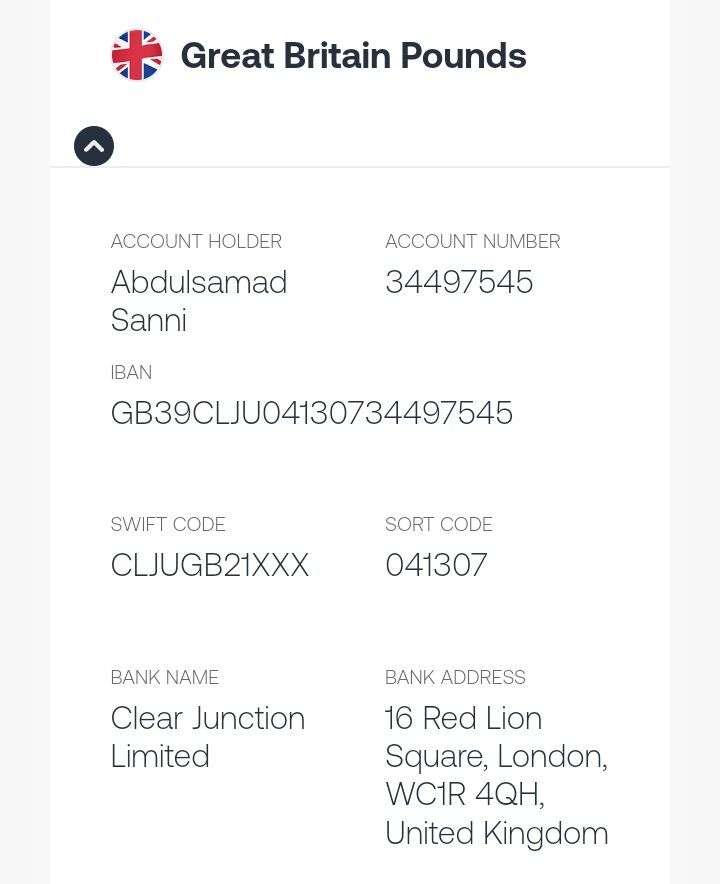 Great Britain Pounds
ACCOUNT HOLDER
Abdulsamad
Sanni
ACCOUNT NUMBER
34497545
IBAN
GB39CLJU04130734497545
SWIFT CODE
CLJUGB21XXX
SORT CODE
041307
BANK NAME
Clear Junction
Limited
BANK ADDRESS
16 Red Lion
Square, London,
WC1R 4QH,
United Kingdom